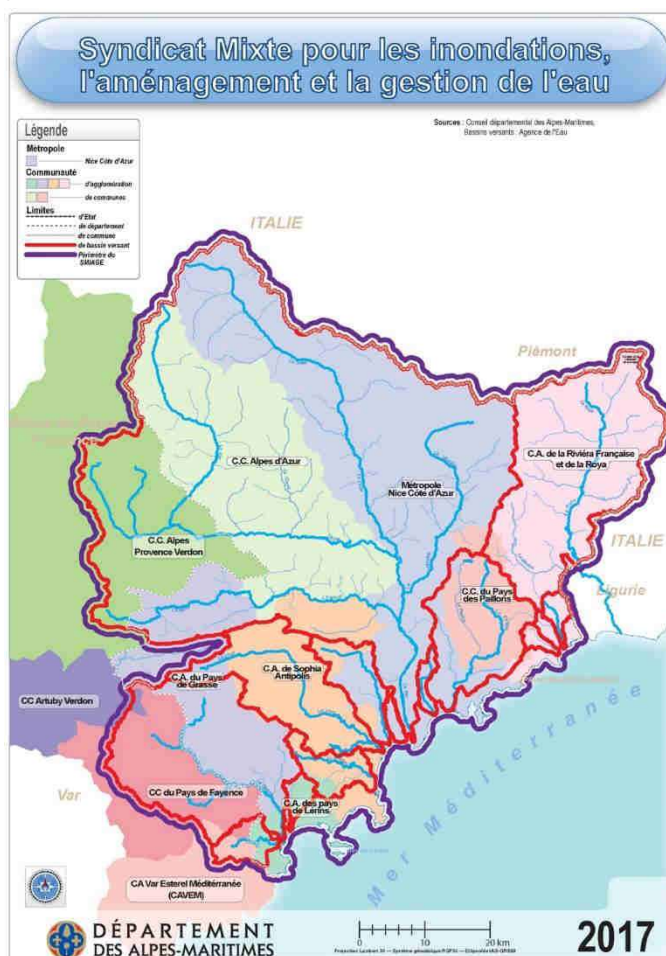 Syndicat Mixte pour les inondations,
l'aménagement et la gestion de l'eau
Sources : Conseil départemental des Alpes-Maritimes,
Bassins versants : Agence de l'Eau
Légende
Métropole
Nice Côte d'Azur
Communauté
d'agglomération
de communes
Limites
d'Etat
de département
de commune
de bassin versant
Périmètre du
SMIAGE
ITALIE
Piémont
C.C. Alpes d'Azur
C.A. de la Riviéra Française
et de la Roya
Métropole
Nice Côte d'Azur
C.C. Alpes
Provence Verdon
ITALIE
Ligurie
C.C. du Pays
des Paillons
C.A. de Sophia
Antipolis
C.A. du Pays
de Grasse
CC Artuby Verdon
Var
CC du Pays de Fayence
C.A. des pays
de Lérins
CA Var Esterel Méditerranée
(CAVEM)
Mer Méditerranée
DÉPARTEMENT
DES ALPES-MARITIMES
0 10 20 km
2017